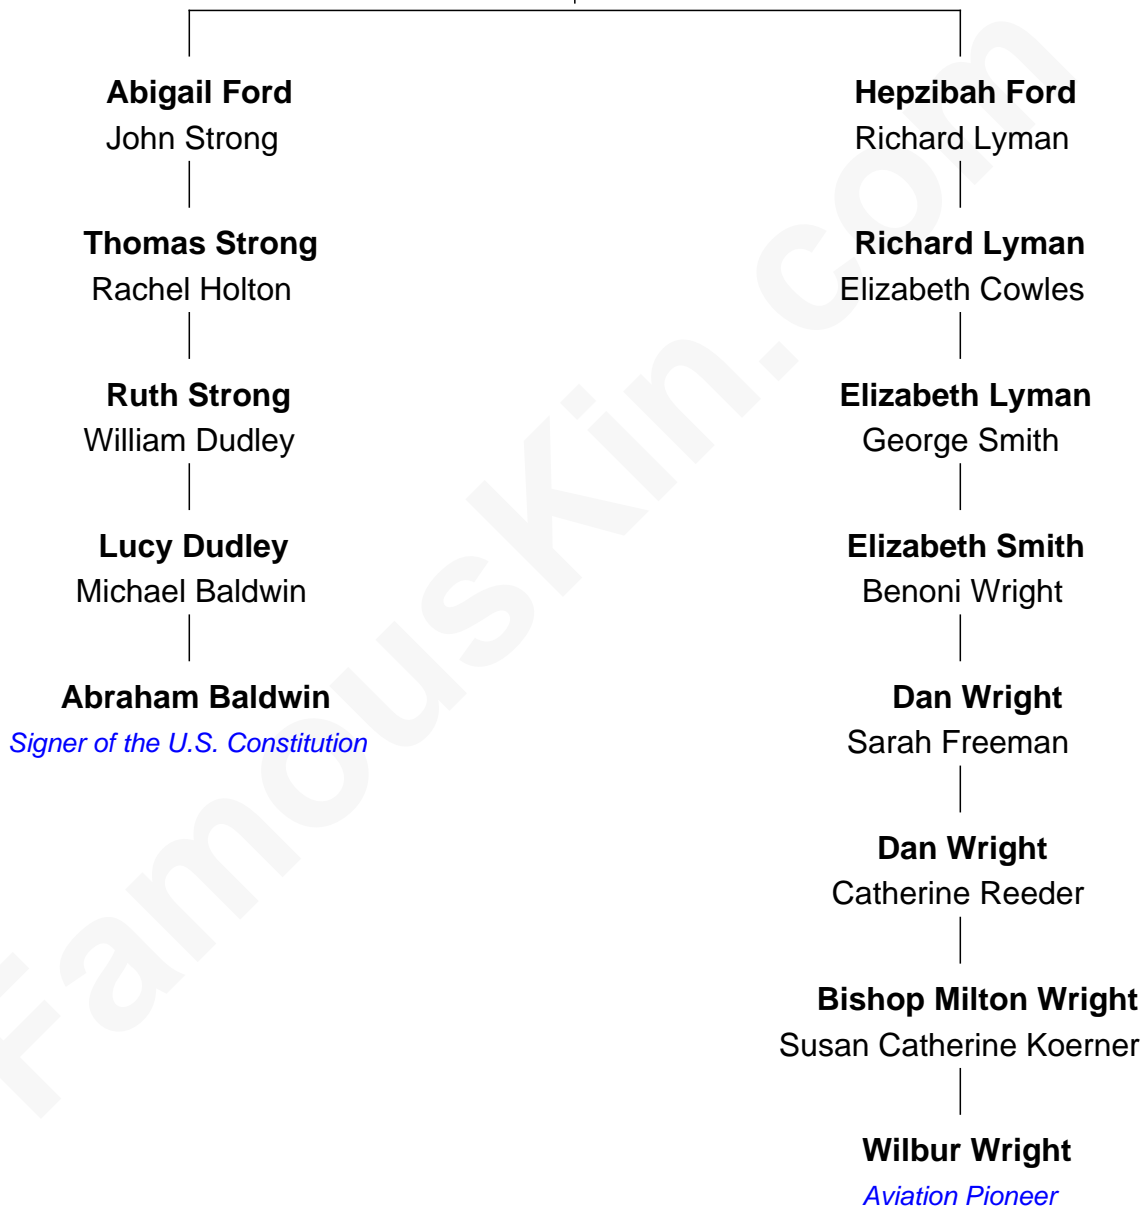 Abigail Ford
John Strong
Thomas Strong
Rachel Holton
Ruth Strong
William Dudley
Lucy Dudley
Michael Baldwin
Abraham Baldwin
Signer of the U.S. Constitution
Hepzibah Ford
Richard Lyman
Richard Lyman
Elizabeth Cowles
Elizabeth Lyman
George Smith
Elizabeth Smith
Benoni Wright
Dan Wright
Sarah Freeman
Dan Wright
Catherine Reeder
Bishop Milton Wright
Susan Catherine Koerner
Wilbur Wright
Aviation Pioneer
FamousKin.com